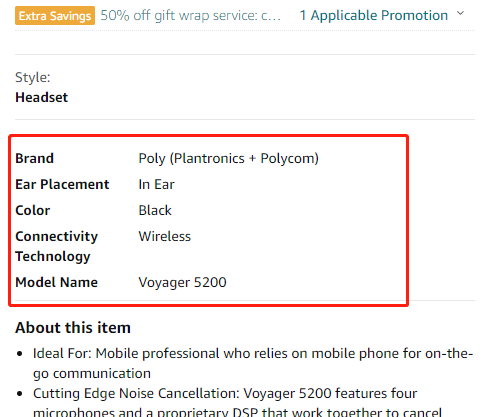 Extra Savings 50% off gift wrap service: c… 1 Applicable Promotion
Style:
Headset
Brand Poly (Plantronics + Polycom)
Ear Placement In Ear
Color Black
Connectivity Wireless
Technology
Model Name Voyager 5200
About this item
• Ideal For: Mobile professional who relies on mobile phone for on-the-
go communication
• Cutting Edge Noise Cancellation: Voyager 5200 features four
microphones and a proprietary DSP that work together to cancel